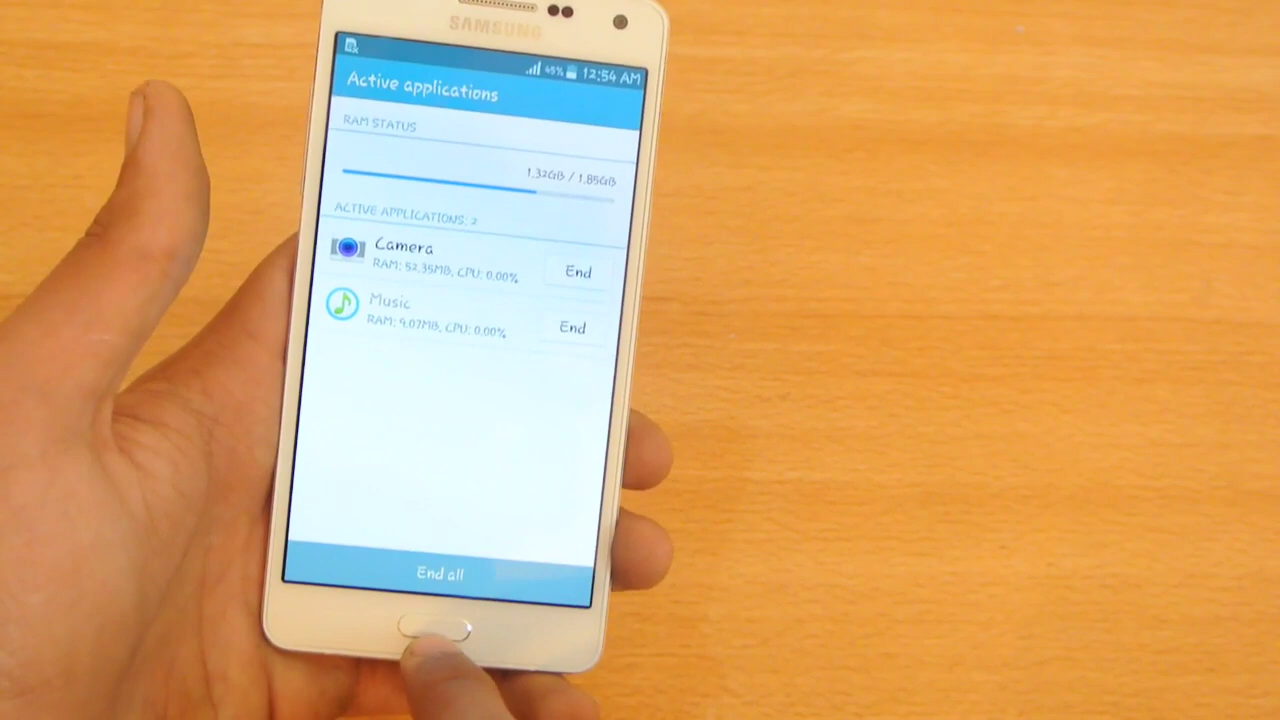 SAMSUNG
45% 12:54 AM
Active applications
RAM STATUS
1.32GB / 1.85GB
ACTIVE APPLICATIONS: 2
Camera
RAM: 52.35MB, CPU: 0.00%
End
Music
RAM: 9.07MB, CPU: 0.00%
End
End all